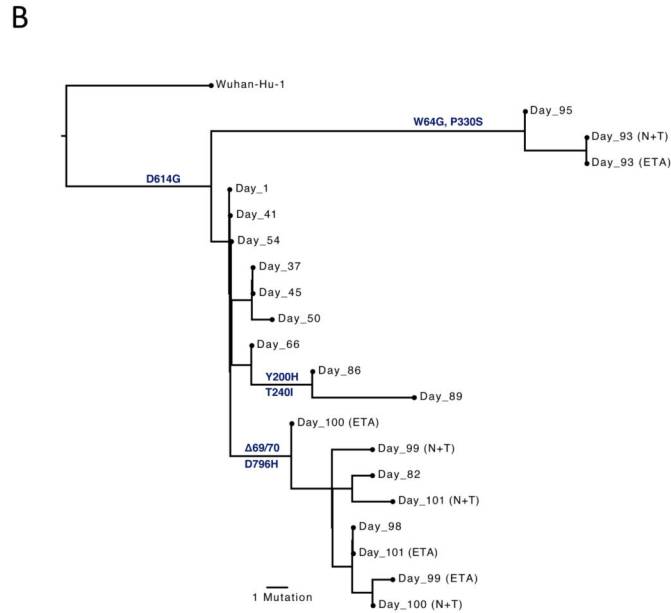 B
Wuhan-Hu-1
Day_95
W64G, P330S
Day_93 (N+T)
Day_93 (ETA)
D614G
Day_1
Day_41
Day_54
Day_37
Day_45
Day_50
Day_66
Y200H
T240I
Day_86
Day_89
Day_100 (ETA)
Δ69/70
D796H
Day_99 (N+T)
Day_82
Day_101 (N+T)
Day_98
Day_101 (ETA)
Day_99 (ETA)
Day_100 (N+T)
1 Mutation